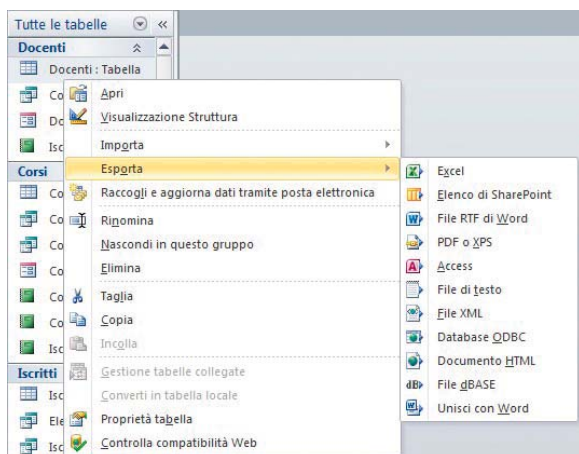 Tutte le tabelle
Docenti
Docenti : Tabella
Co
Do
Isc
Corsi
Co
Co
Co
Co
Co
Co
Isc
Iscritti
Isc
Ele
Isc
Apri
Visualizzazione Struttura
Importa
Esporta
Raccogli e aggiorna dati tramite posta elettronica
Rinomina
Nascondi in questo gruppo
Elimina
Taglia
Copia
Incolla
Gestione tabelle collegate
Converti in tabella locale
Proprietà tabella
Controlla compatibilità Web
Excel
Elenco di SharePoint
File RTF di Word
PDF o XPS
Access
File di testo
File XML
Database ODBC
Documento HTML
File dBASE
Unisci con Word